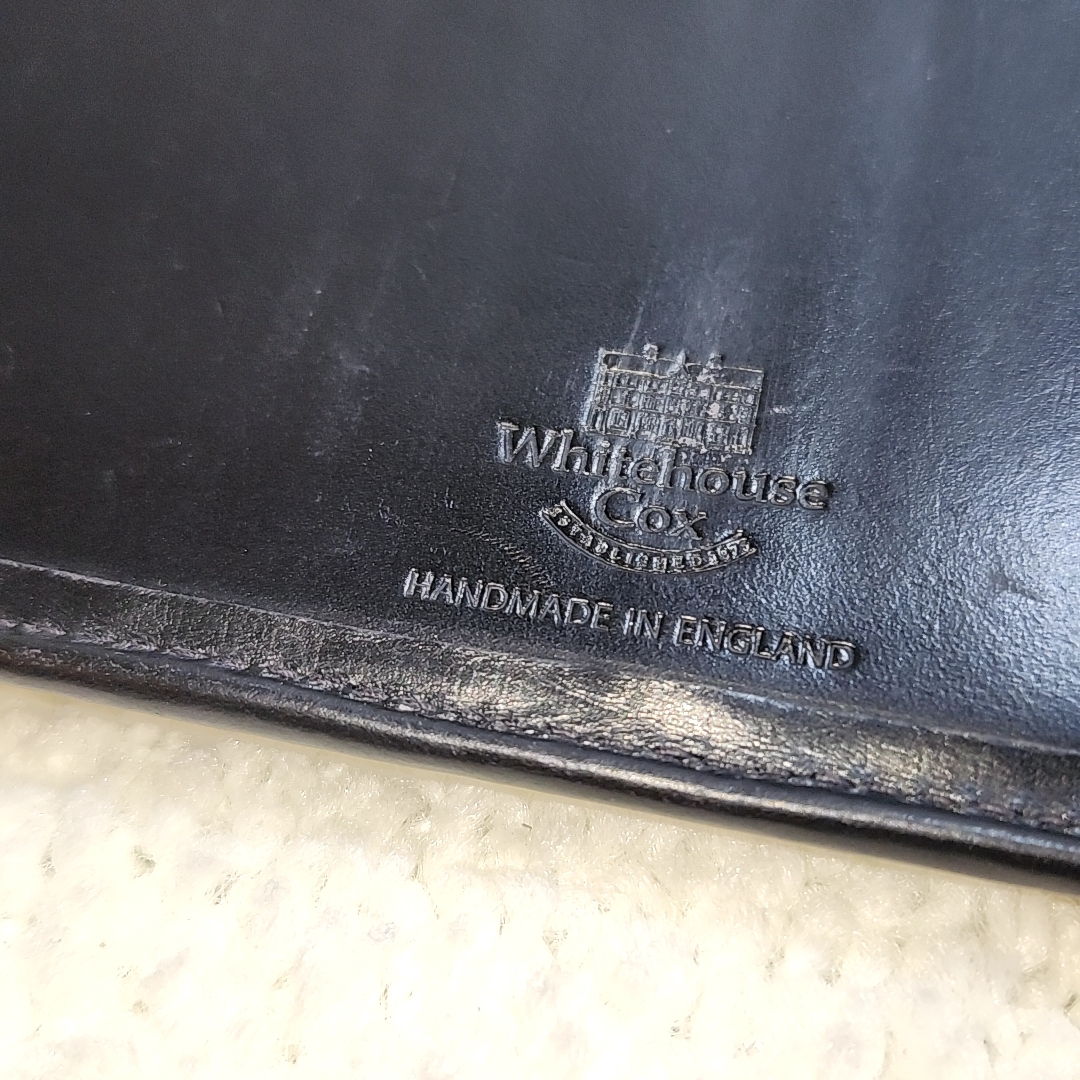 Whitehouse
Cox
ESTABLISHED 1875
HANDMADE IN ENGLAND